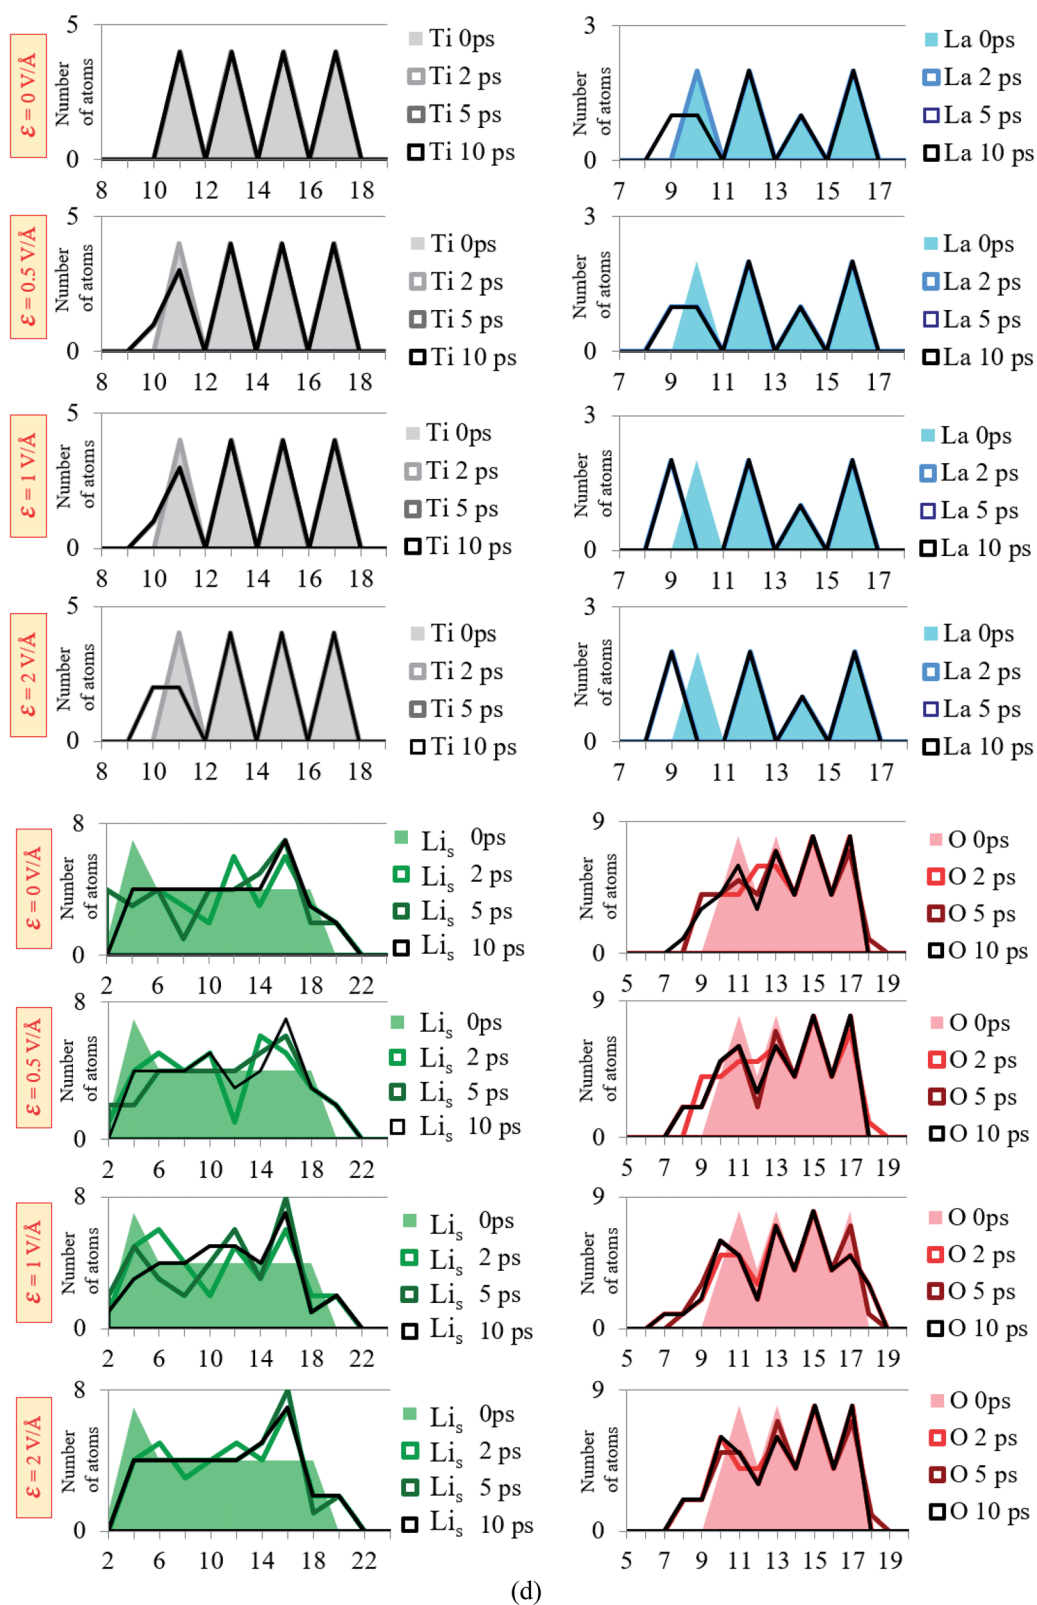 ε = 0 V/Å
Number of atoms
5
0
8 10 12 14 16 18
Ti 0ps
Ti 2 ps
Ti 5 ps
Ti 10 ps
Number of atoms
3
0
7 9 11 13 15 17
La 0ps
La 2 ps
La 5 ps
La 10 ps
ε = 0.5 V/Å
Number of atoms
5
0
8 10 12 14 16 18
Ti 0ps
Ti 2 ps
Ti 5 ps
Ti 10 ps
Number of atoms
3
0
7 9 11 13 15 17
La 0ps
La 2 ps
La 5 ps
La 10 ps
ε = 1 V/Å
Number of atoms
5
0
8 10 12 14 16 18
Ti 0ps
Ti 2 ps
Ti 5 ps
Ti 10 ps
Number of atoms
3
0
7 9 11 13 15 17
La 0ps
La 2 ps
La 5 ps
La 10 ps
ε = 2 V/Å
Number of atoms
5
0
8 10 12 14 16 18
Ti 0ps
Ti 2 ps
Ti 5 ps
Ti 10 ps
Number of atoms
3
0
7 9 11 13 15 17
La 0ps
La 2 ps
La 5 ps
La 10 ps
ε = 0 V/Å
Number of atoms
8
0
2 6 10 14 18 22
Lis 0ps
Lis 2 ps
Lis 5 ps
Lis 10 ps
Number of atoms
9
0
5 7 9 11 13 15 17 19
O 0ps
O 2 ps
O 5 ps
O 10 ps
ε = 0.5 V/Å
Number of atoms
8
0
2 6 10 14 18 22
Lis 0ps
Lis 2 ps
Lis 5 ps
Lis 10 ps
Number of atoms
9
0
5 7 9 11 13 15 17 19
O 0ps
O 2 ps
O 5 ps
O 10 ps
ε = 1 V/Å
Number of atoms
8
0
2 6 10 14 18 22
Lis 0ps
Lis 2 ps
Lis 5 ps
Lis 10 ps
Number of atoms
9
0
5 7 9 11 13 15 17 19
O 0ps
O 2 ps
O 5 ps
O 10 ps
ε = 2 V/Å
Number of atoms
8
0
2 6 10 14 18 22
Lis 0ps
Lis 2 ps
Lis 5 ps
Lis 10 ps
Number of atoms
9
0
5 7 9 11 13 15 17 19
O 0ps
O 2 ps
O 5 ps
O 10 ps
(d)